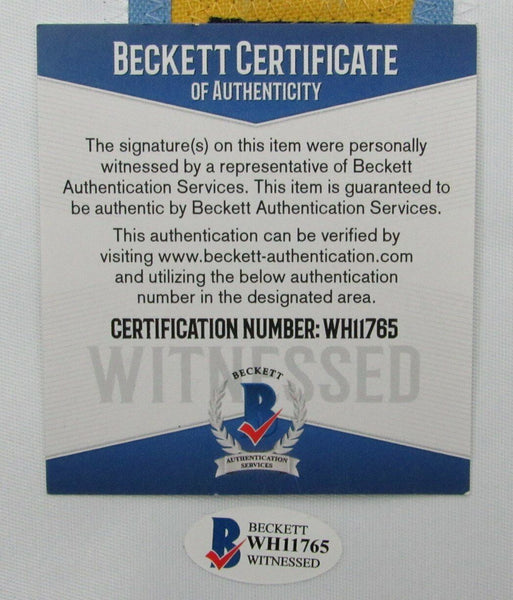 BECKETT CERTIFICATE
OF AUTHENTICITY
The signature(s) on this item were personally
witnessed by a representative of Beckett
Authentication Services. This item is guaranteed to
be authentic by Beckett Authentication Services.
This authentication can be verified by
visiting www.beckett-authentication.com
and utilizing the below authentication
number in the designated area.
CERTIFICATION NUMBER: WH11765
WITNESSED
BECKETT
B
AUTHENTICATION
SERVICES
B
BECKETT
WH11765
WITNESSED